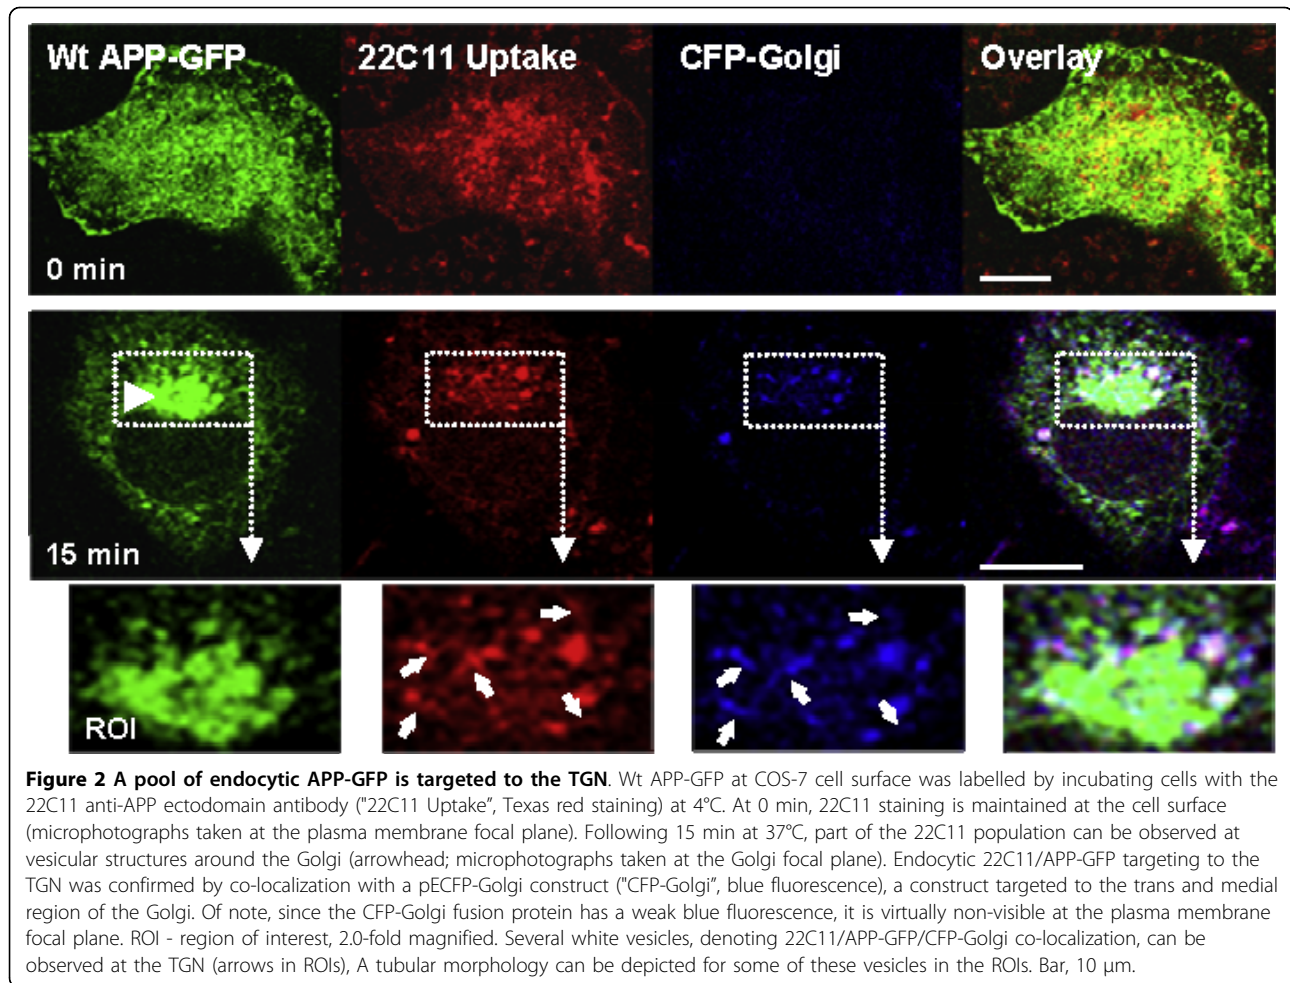 Wt APP-GFP 22C11 Uptake CFP-Golgi Overlay
0 min
15 min
ROI
Figure 2 A pool of endocytic APP-GFP is targeted to the TGN. Wt APP-GFP at COS-7 cell surface was labelled by incubating cells with the
22C11 anti-APP ectodomain antibody ("22C11 Uptake", Texas red staining) at 4°C. At 0 min, 22C11 staining is maintained at the cell surface
(microphotographs taken at the plasma membrane focal plane). Following 15 min at 37°C, part of the 22C11 population can be observed at
vesicular structures around the Golgi (arrowhead; microphotographs taken at the Golgi focal plane). Endocytic 22C11/APP-GFP targeting to the
TGN was confirmed by co-localization with a pECFP-Golgi construct ("CFP-Golgi", blue fluorescence), a construct targeted to the trans and medial
region of the Golgi. Of note, since the CFP-Golgi fusion protein has a weak blue fluorescence, it is virtually non-visible at the plasma membrane
focal plane. ROI - region of interest, 2.0-fold magnified. Several white vesicles, denoting 22C11/APP-GFP/CFP-Golgi co-localization, can be
observed at the TGN (arrows in ROIs), A tubular morphology can be depicted for some of these vesicles in the ROIs. Bar, 10 μm.